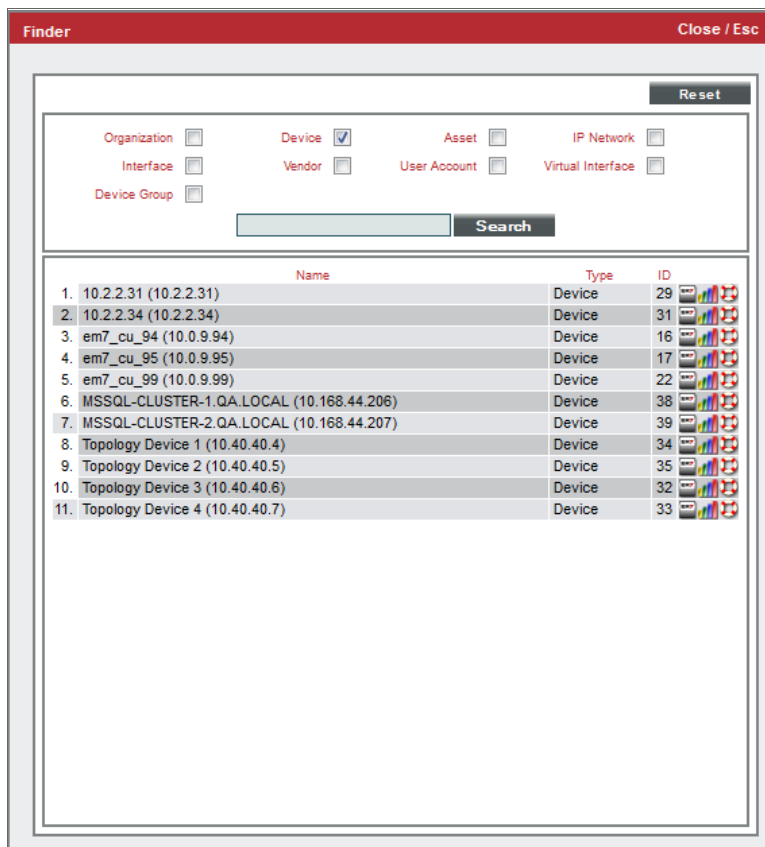 Finder Close / Esc
Reset
Organization Device Asset IP Network
Interface Vendor User Account Virtual Interface
Device Group
Search
Name Type ID
1. 10.2.2.31 (10.2.2.31) Device 29
2. 10.2.2.34 (10.2.2.34) Device 31
3. em7_cu_94 (10.0.9.94) Device 16
4. em7_cu_95 (10.0.9.95) Device 17
5. em7_cu_99 (10.0.9.99) Device 22
6. MSSQL-CLUSTER-1.QA.LOCAL (10.168.44.206) Device 38
7. MSSQL-CLUSTER-2.QA.LOCAL (10.168.44.207) Device 39
8. Topology Device 1 (10.40.40.4) Device 34
9. Topology Device 2 (10.40.40.5) Device 35
10. Topology Device 3 (10.40.40.6) Device 32
11. Topology Device 4 (10.40.40.7) Device 33